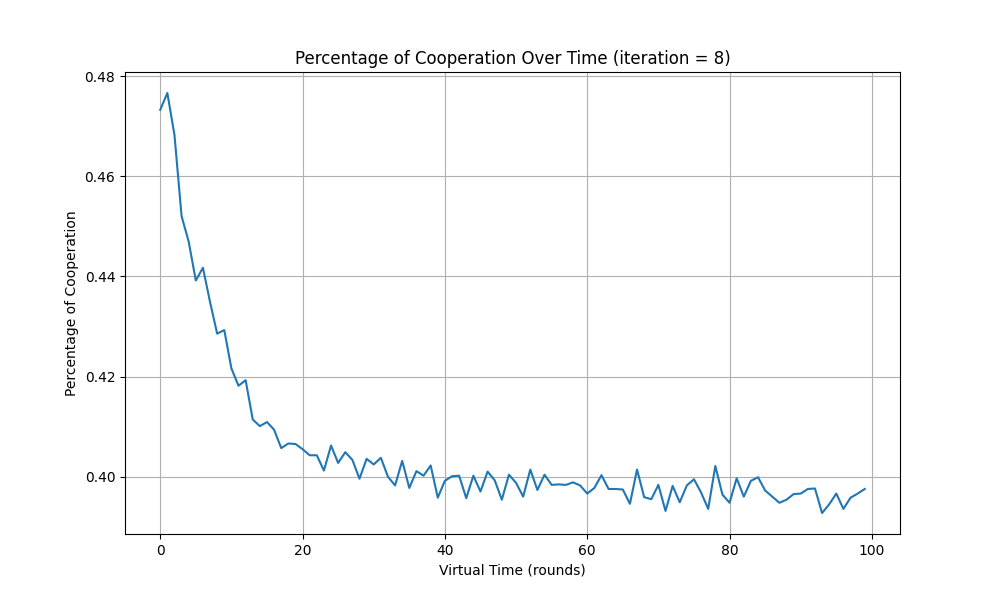 Percentage of Cooperation Over Time (iteration = 8)
Percentage of Cooperation
0.48
0.46
0.44
0.42
0.40
0 20 40 60 80 100
Virtual Time (rounds)